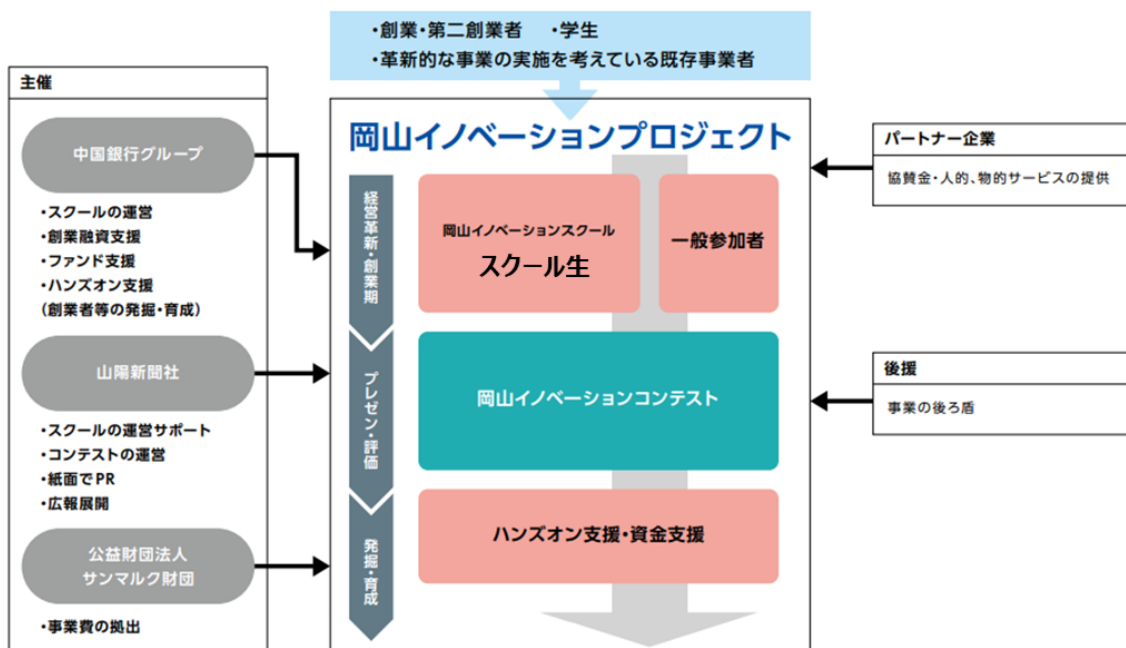 ・創業・第二創業者　・学生
・革新的な事業の実施を考えている既存事業者
主催
中国銀行グループ
・スクールの運営
・創業融資支援
・ファンド支援
・ハンズオン支援
(創業者等の発掘・育成)
山陽新聞社
・スクールの運営サポート
・コンテストの運営
・紙面でPR
・広報展開
公益財団法人
サンマルク財団
・事業費の拠出
岡山イノベーションプロジェクト
経営革新・創業期
プレゼン・評価
発掘・育成
岡山イノベーションスクール
スクール生
一般参加者
岡山イノベーションコンテスト
ハンズオン支援・資金支援
パートナー企業
協賛金・人的、物的サービスの提供
後援
事業の後ろ盾